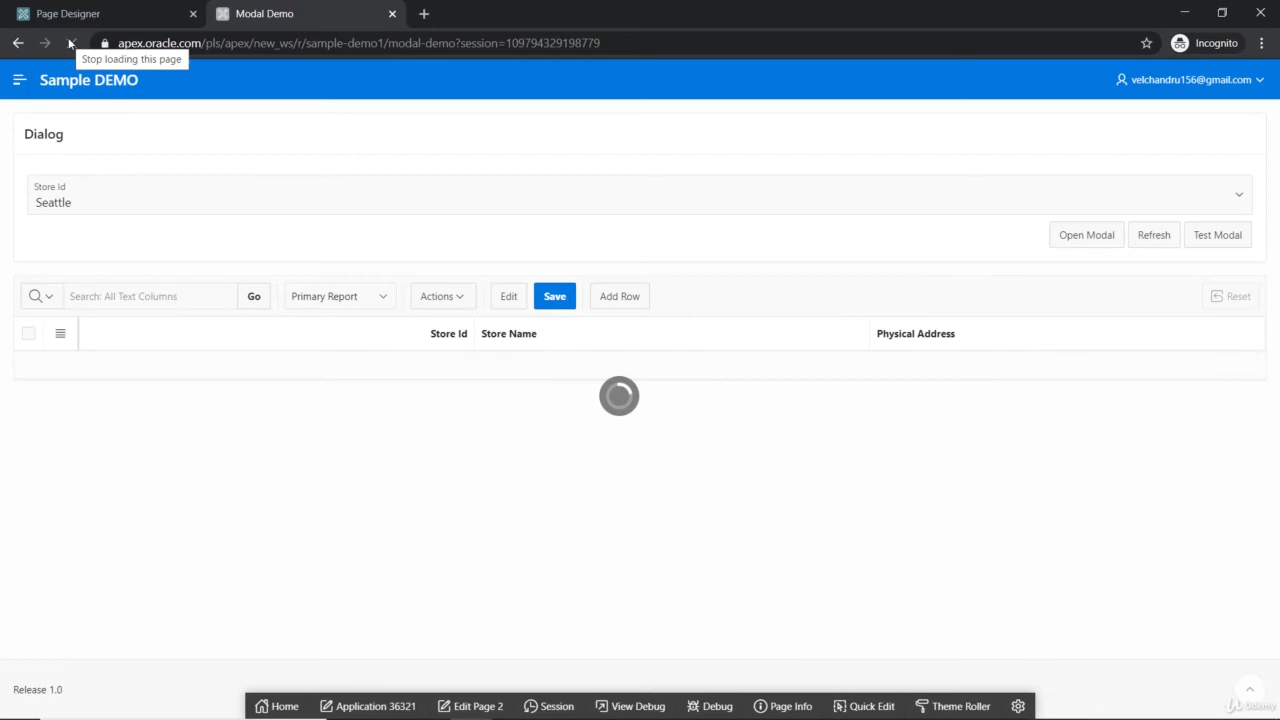 Page Designer
Modal Demo
apex.oracle.com/pls/apex/new_ws/r/sample-demo1/modal-demo?session=109794329198779
Incognito
Stop loading this page
Sample DEMO
velchandru156@gmail.com
Dialog
Store Id
Seattle
Open Modal
Refresh
Test Modal
Search: All Text Columns
Go
Primary Report
Actions
Edit
Save
Add Row
Reset
Store Id
Store Name
Physical Address
Release 1.0
Home
Application 36321
Edit Page 2
Session
View Debug
Debug
Page Info
Quick Edit
Theme Roller
Udemy